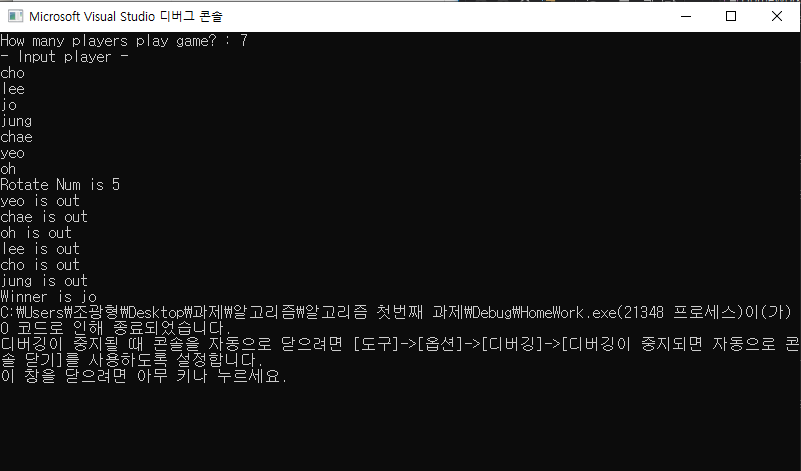 Microsoft Visual Studio 디버그 콘솔
How many players play game? : 7
- Input player -
cho
lee
jo
jung
chae
yeo
oh
Rotate Num is 5
yeo is out
chae is out
oh is out
lee is out
cho is out
jung is out
Winner is jo
C:₩Users₩조광형₩Desktop₩과제₩알고리즘₩알고리즘 첫번째 과제₩Debug₩HomeWork.exe(21348 프로세스)이(가)
0 코드로 인해 종료되었습니다.
디버깅이 중지될 때 콘솔을 자동으로 닫으려면 [도구]->[옵션]->[디버깅]->[디버깅이 중지되면 자동으로 콘
솔 닫기]를 사용하도록 설정합니다.
이 창을 닫으려면 아무 키나 누르세요.